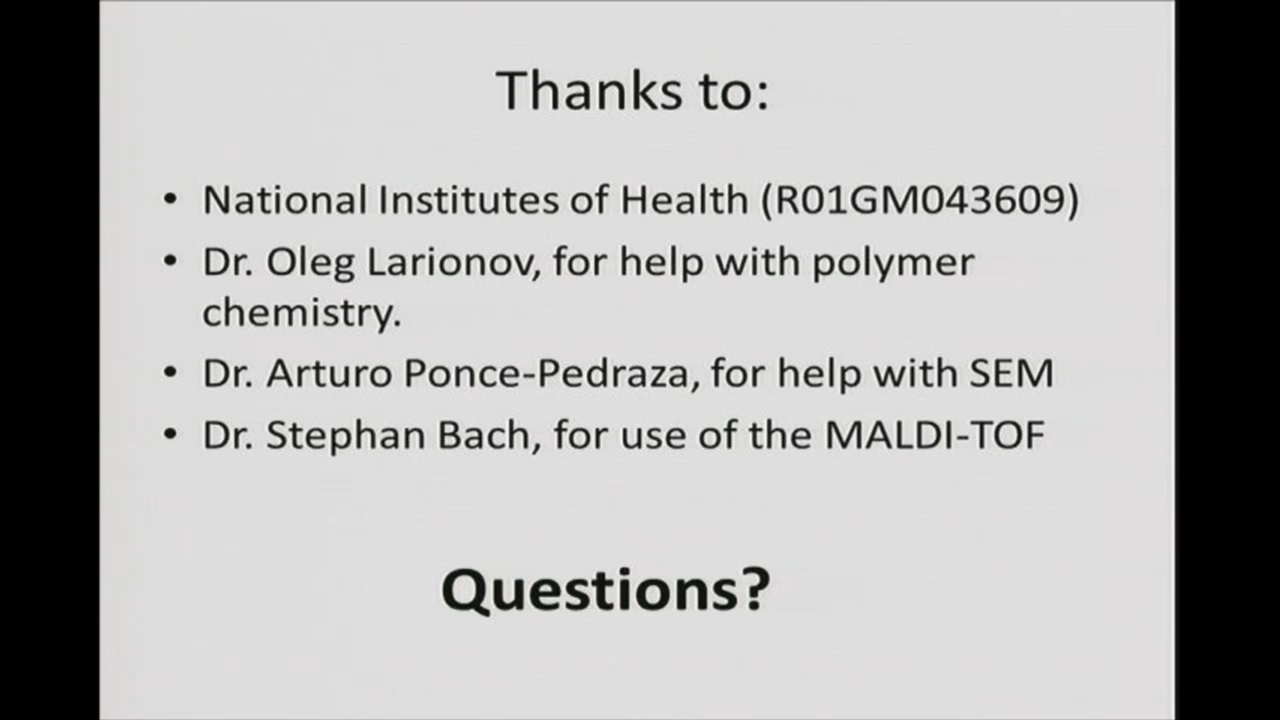 Thanks to:
• National Institutes of Health (R01GM043609)
• Dr. Oleg Larionov, for help with polymer
chemistry.
• Dr. Arturo Ponce-Pedraza, for help with SEM
• Dr. Stephan Bach, for use of the MALDI-TOF
Questions?